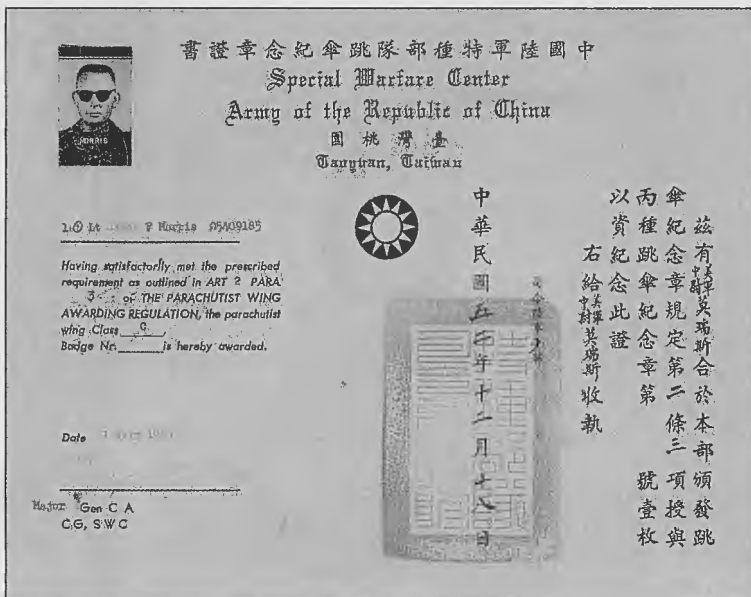 中國陸軍特種部隊跳傘紀念章證書
Special Warfare Center
Army of the Republic of China
臺灣桃園
Taoyuan, Taiwan
MORRIS
1st Lt P Morris 05409185
Having satisfactorily met the prescribed
requirement as outlined in ART 2 PARA
3 of THE PARACHUTIST WING
AWARDING REGULATION, the parachutist
wing Class C
Badge Nr. is hereby awarded.
Date
Major Gen C A
CG, SWC
茲有美軍中尉莫瑞斯合於本部頒發跳
傘紀念章規定第二條三項授與
丙種跳傘紀念章第 號壹枚
以資紀念此證
右給美軍中尉莫瑞斯收執
中華民國五十年十二月十八日